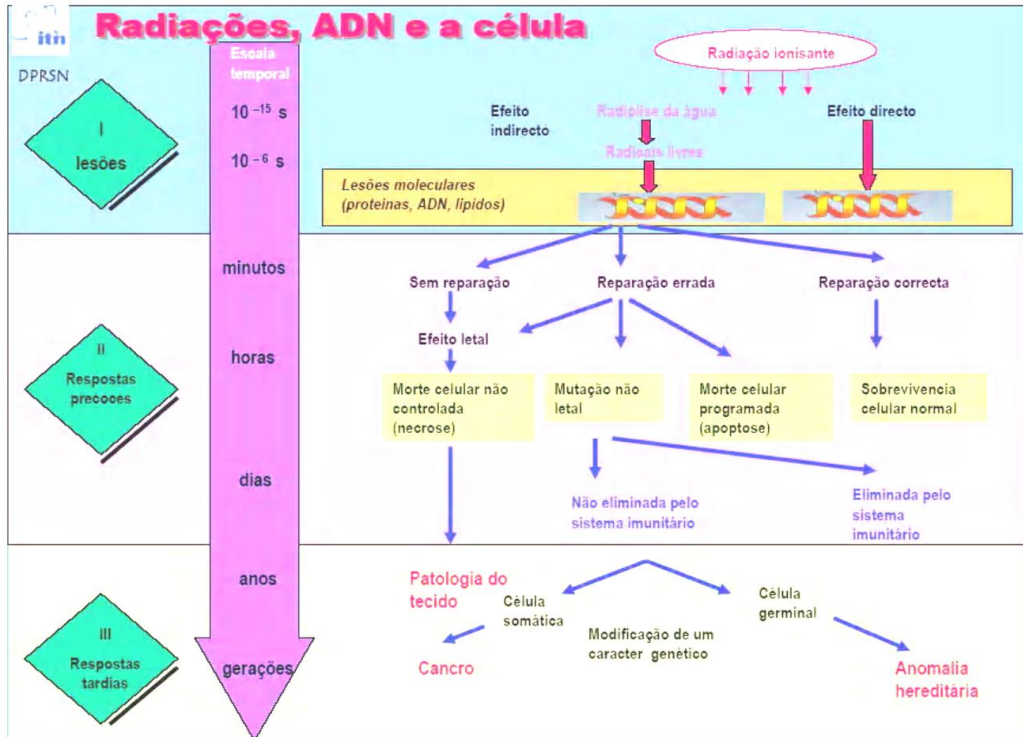 itn
DPRSN
Radiações, ADN e a célula
Escala
temporal
10 –15 s
10 – 6 s
minutos
horas
dias
anos
gerações
I
lesões
II
Respostas
precoces
III
Respostas
tardias
Radiação ionisante
Efeito
indirecto
Radiólise da água
Radicais livres
Efeito directo
Lesões moleculares
(proteinas, ADN, lipidos)
Sem reparação
Reparação errada
Reparação correcta
Efeito letal
Morte celular não
controlada
(necrose)
Mutação não
letal
Morte celular
programada
(apoptose)
Sobrevivencia
celular normal
Não eliminada pelo
sistema imunitário
Eliminada pelo
sistema
imunitário
Patologia do
tecido
Célula
somática
Célula
germinal
Modificação de um
caracter genético
Cancro
Anomalia
hereditária